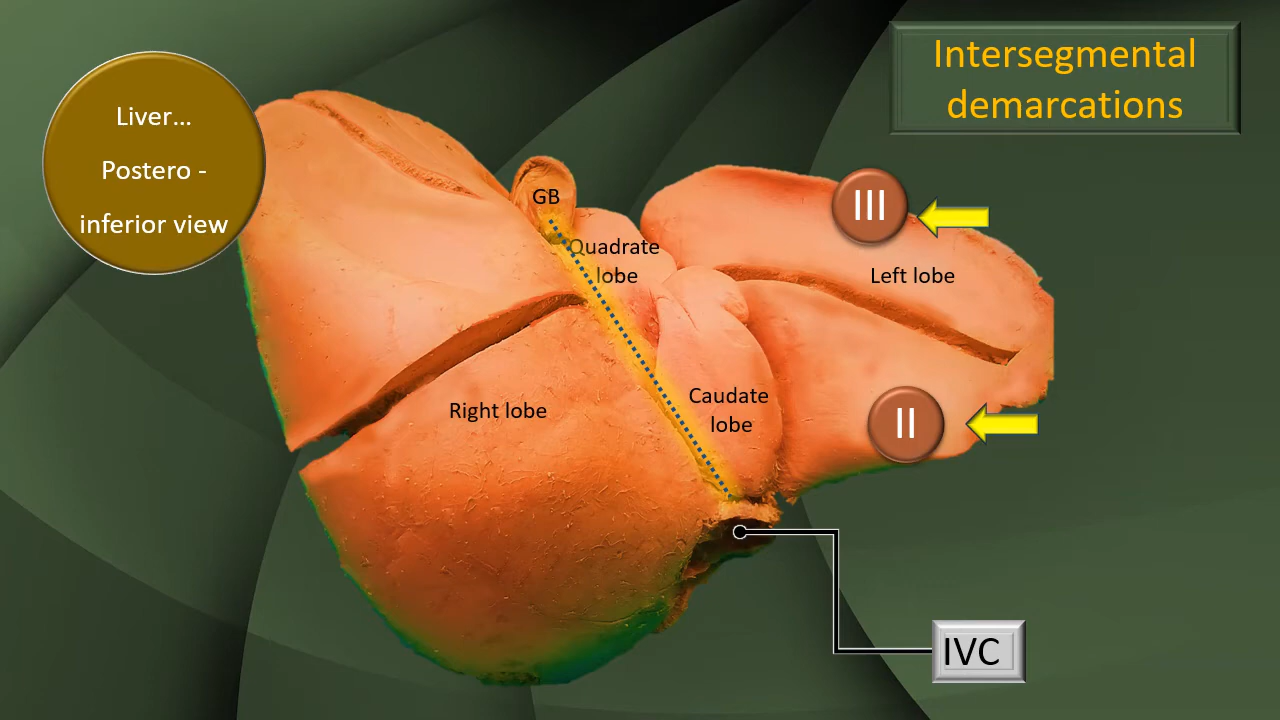 Intersegmental
demarcations
Liver...
Postero -
inferior view
GB
Quadrate
lobe
III
Left lobe
Right lobe
Caudate
lobe
II
IVC